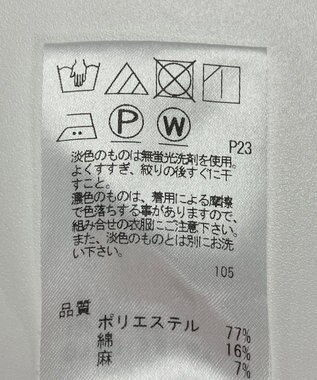 P W
P23
淡色のものは無蛍光洗剤を使用。
よくすすぎ、絞りの後すぐに干
すこと。
濃色のものは、着用による摩擦
で色落ちする事がありますので、
組み合せの衣服にご注意下さい。
また、淡色のものとは別にお洗
い下さい。
105
品質
ポリエステル 77%
綿 16%
麻 7%